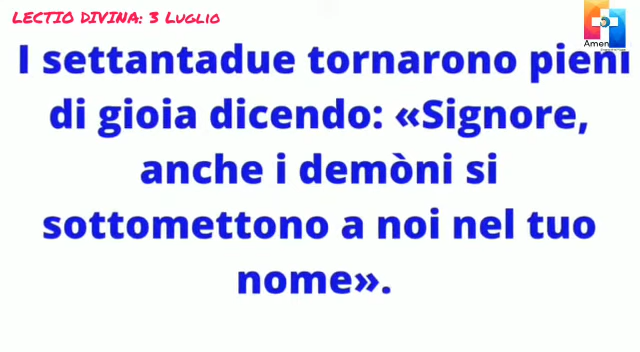 LECTIO DIVINA: 3 Luglio
Amen
I settantadue tornarono pieni
di gioia dicendo: «Signore,
anche i demòni si
sottomettono a noi nel tuo
nome».